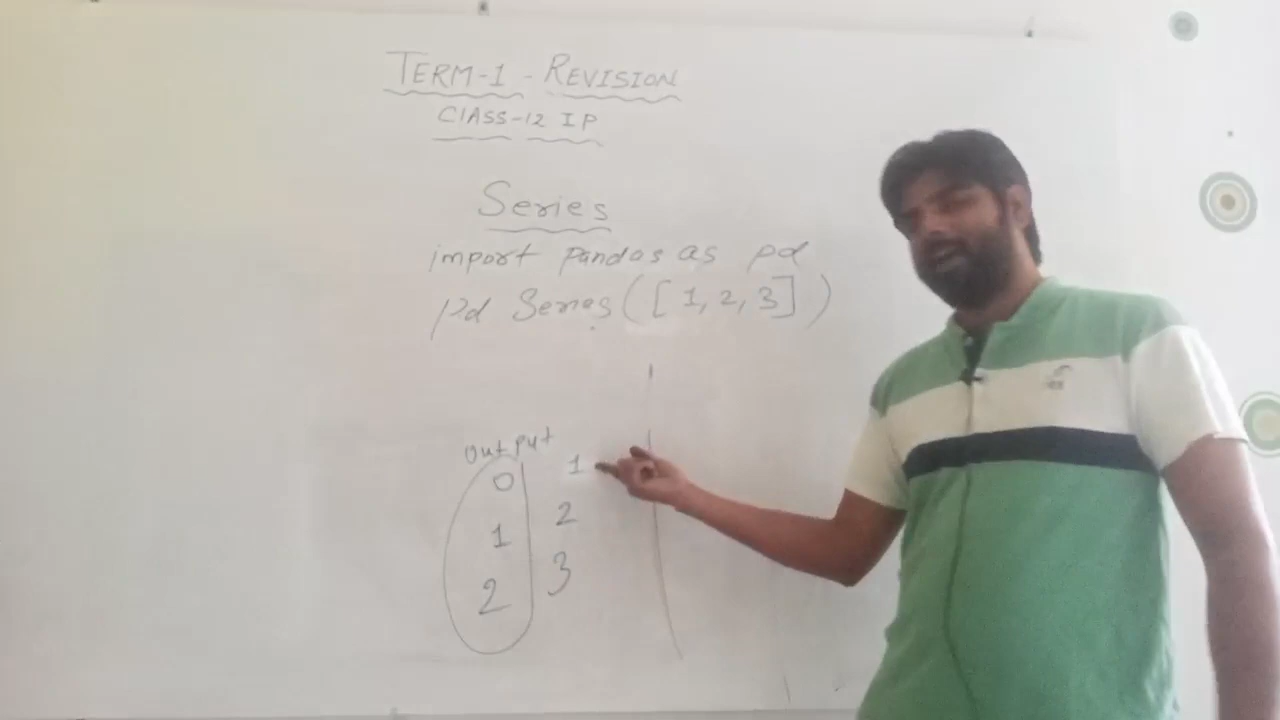 TERM-1 - REVISION
CLASS-12 IP
Series
import Pandas as pd
Pd Series([1,2,3])
output
0 1
1 2
2 3